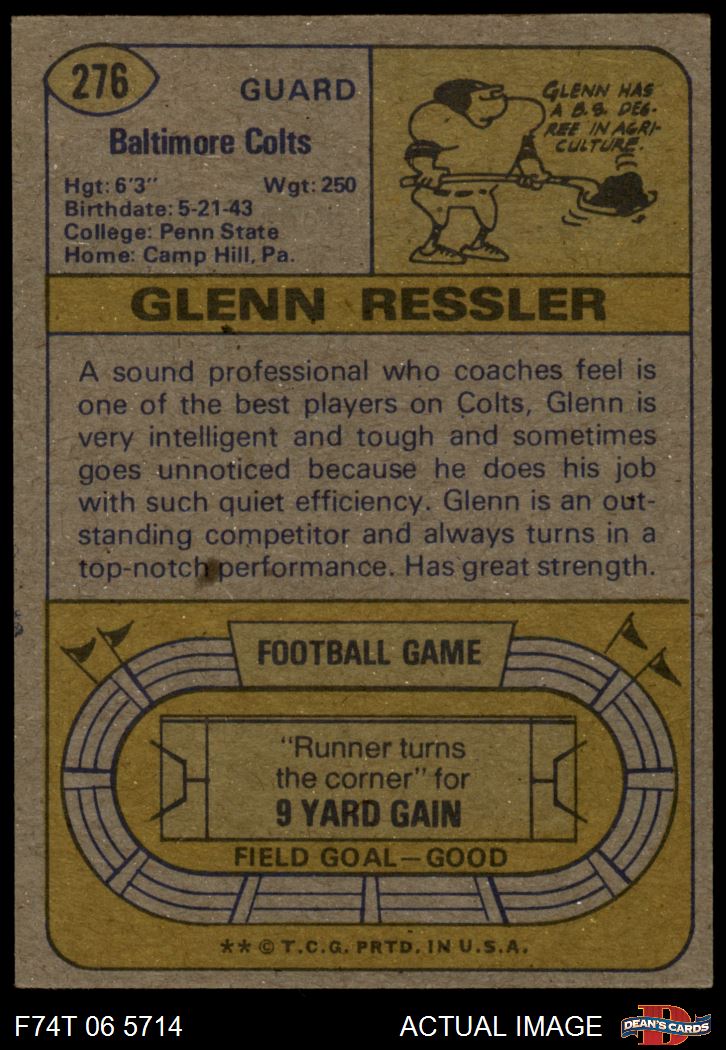 276
GUARD
Baltimore Colts
Hgt: 6'3" Wgt: 250
Birthdate: 5-21-43
College: Penn State
Home: Camp Hill, Pa.
GLENN HAS
A B.S. DEG-
REE IN AGRI-
CULTURE.
GLENN RESSLER
A sound professional who coaches feel is
one of the best players on Colts, Glenn is
very intelligent and tough and sometimes
goes unnoticed because he does his job
with such quiet efficiency. Glenn is an out-
standing competitor and always turns in a
top-notch performance. Has great strength.
FOOTBALL GAME
"Runner turns
the corner" for
9 YARD GAIN
FIELD GOAL—GOOD
** © T.C.G. PRTD. IN U.S.A.
F74T 06 5714
ACTUAL IMAGE
D
DEAN'S CARDS